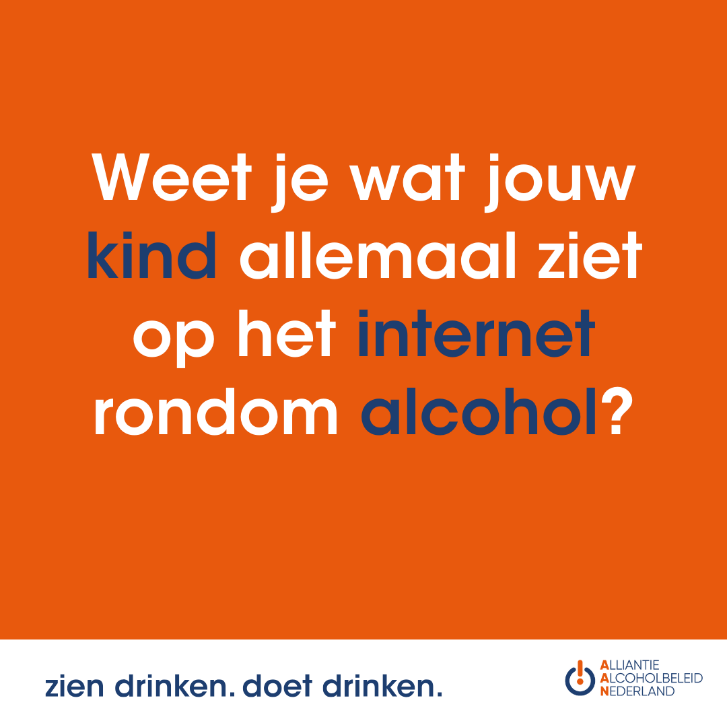 Weet je wat jouw
kind allemaal ziet
op het internet
rondom alcohol?
zien drinken. doet drinken.
ALLIANTIE
ALCOHOLBELEID
NEDERLAND